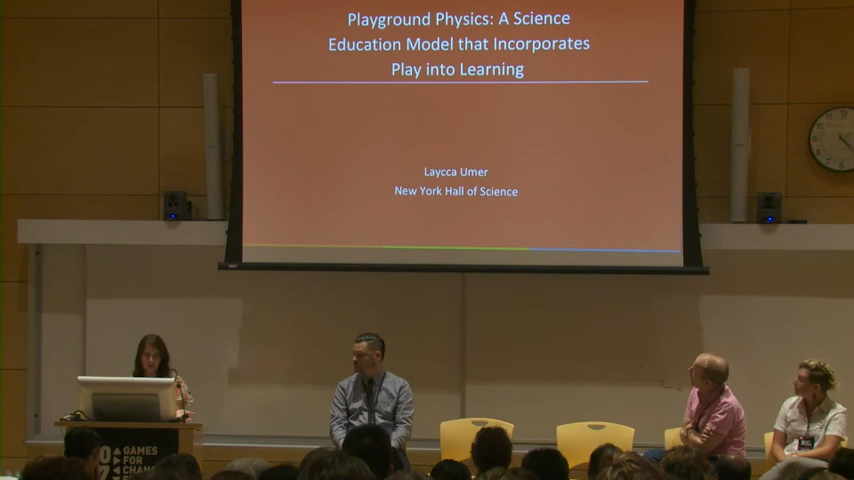 Playground Physics: A Science
Education Model that Incorporates
Play into Learning
Laycca Umer
New York Hall of Science
GAMES
FOR